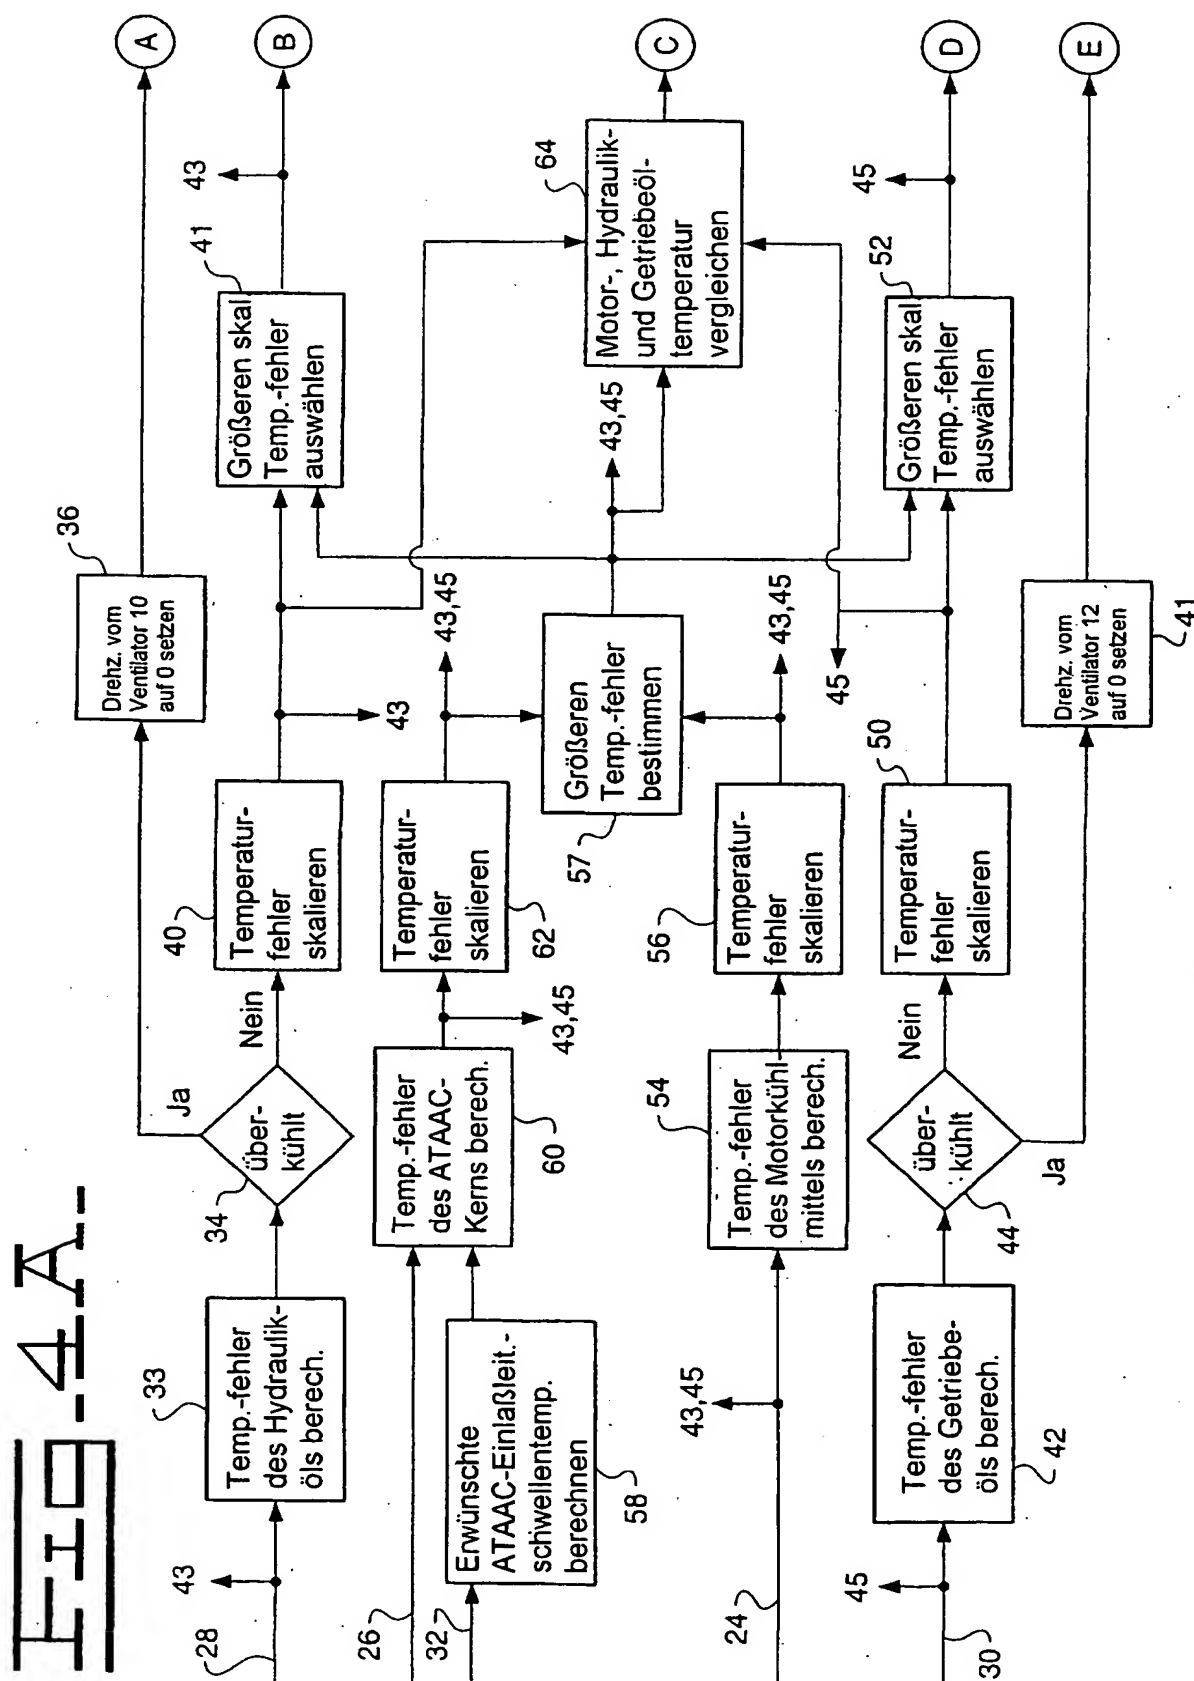 Fig. 4A.
28
43
33
Temp.-fehler
des Hydraulik-
öls berech.
34
über-
kühlt
Ja
Nein
36
Drehz. vom
Ventilator 10
auf 0 setzen
A
40
Temperatur-
fehler
skalieren
43
41
Größeren skal
Temp.-fehler
auswählen
43
B
26
32
Erwünschte
ATAAC-Einlaßleit.-
schwellentemp.
berechnen
58
Temp.-fehler
des ATAAC-
Kerns berech.
60
43,45
Temperatur-
fehler
skalieren
62
43,45
Größeren
Temp.-fehler
bestimmen
57
43,45
64
Motor-, Hydraulik-
und Getriebeöl-
temperatur
vergleichen
C
24
43,45
54
Temp.-fehler
des Motorkühl-
mittels berech.
56
Temperatur-
fehler
skalieren
43,45
45
30
45
Temp.-fehler
des Getriebe-
öls berech.
42
über-
kühlt
44
Nein
Ja
50
Temperatur-
fehler
skalieren
52
Größeren skal
Temp.-fehler
auswählen
45
D
Drehz. vom
Ventilator 12
auf 0 setzen
41
E